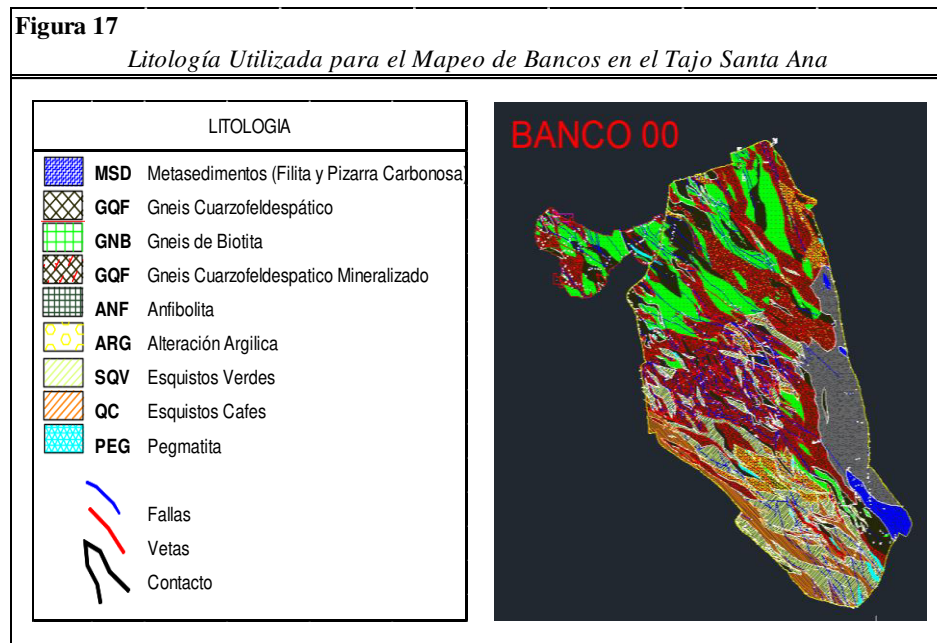 Figura 17
Litología Utilizada para el Mapeo de Bancos en el Tajo Santa Ana
LITOLOGIA
MSD Metasedimentos (Filita y Pizarra Carbonosa)
GQF Gneis Cuarzofeldespático
GNB Gneis de Biotita
GQF Gneis Cuarzofeldespatico Mineralizado
ANF Anfibolita
ARG Alteración Argilica
SQV Esquistos Verdes
QC Esquistos Cafes
PEG Pegmatita
Fallas
Vetas
Contacto
BANCO 00